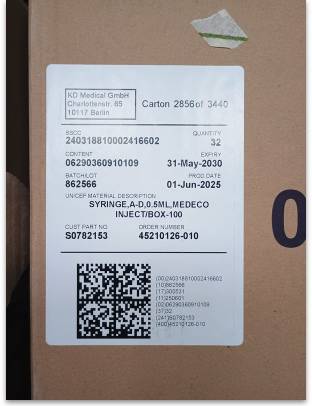 KD Medical GmbH
Charlottenstr. 65
10117 Berlin
Carton 2856 of 3440
SSCC
240318810002416602
QUANTITY
32
CONTENT
06290360910109
EXPIRY
31-May-2030
BATCH/LOT
862566
PROD DATE
01-Jun-2025
UNICEF MATERIAL DESCRIPTION
SYRINGE,A-D,0.5ML,MEDECO
INJECT/BOX-100
CUST PART NO.
S0782153
ORDER NUMBER
45210126-010
(00)240318810002416602
(10)862566
(17)300531
(11)250601
(02)06290360910109
(37)32
(241)S0782153
(400)45210126-010
0